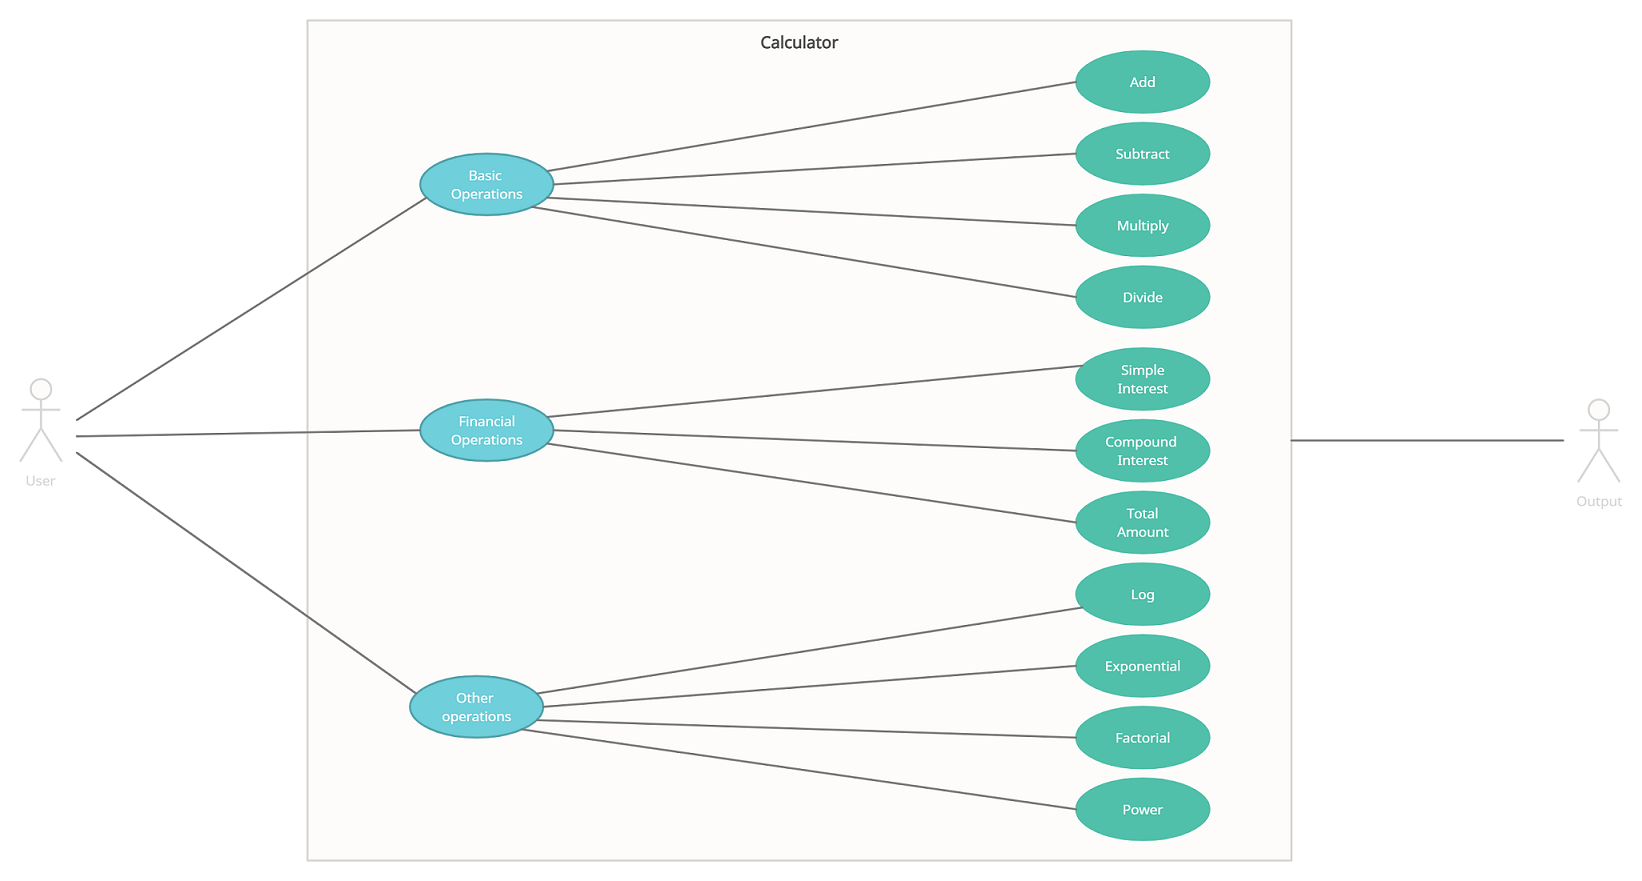 Calculator
Add
Subtract
Basic
Operations
Multiply
Divide
Simple
Interest
User
Financial
Operations
Compound
Interest
Output
Total
Amount
Log
Exponential
Other
operations
Factorial
Power